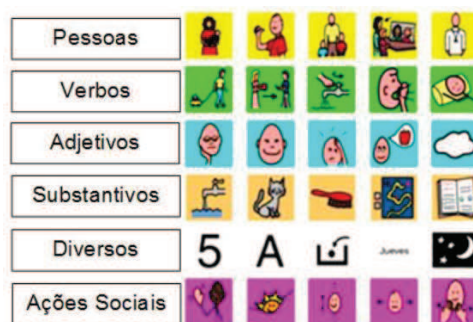 Pessoas
Verbos
Adjetivos
Substantivos
Diversos
5 A Jueves
Ações Sociais